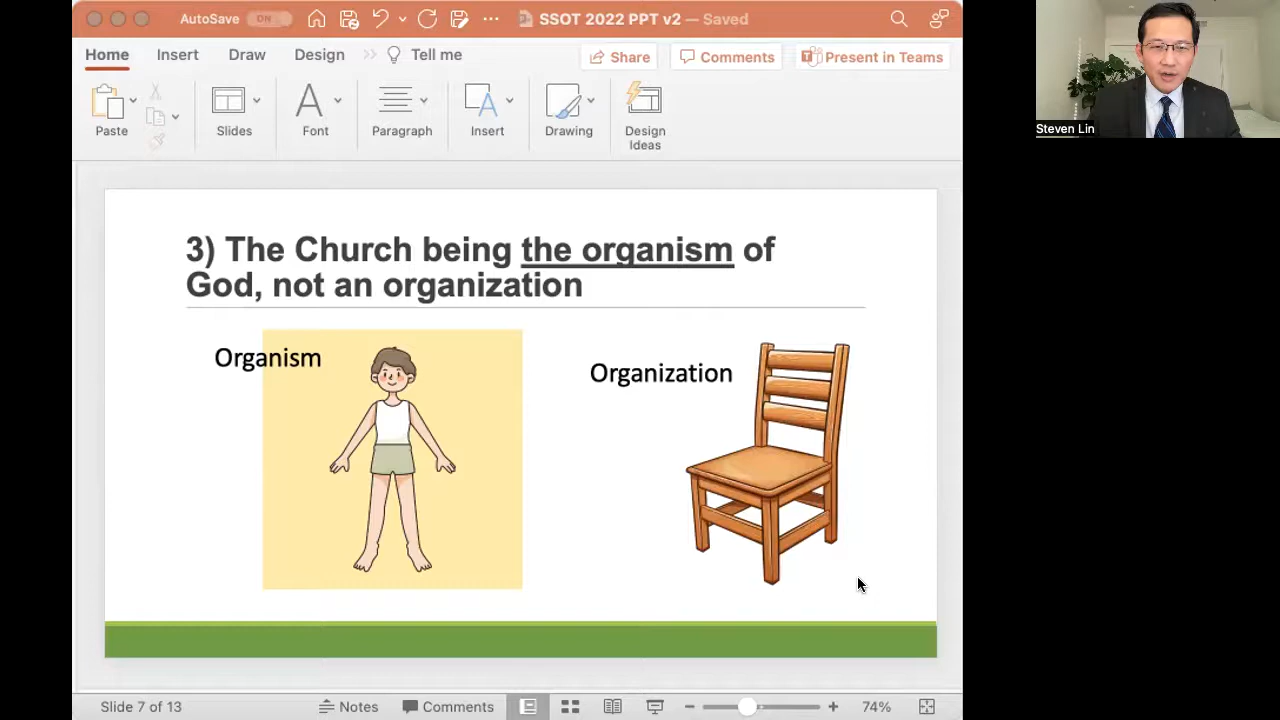 AutoSave ON
SSOT 2022 PPT v2 — Saved
Home Insert Draw Design Tell me
Share Comments Present in Teams
Paste Slides Font Paragraph Insert Drawing Design
Ideas
3) The Church being the organism of
God, not an organization
Organism
Organization
Slide 7 of 13 Notes Comments 74%
Steven Lin